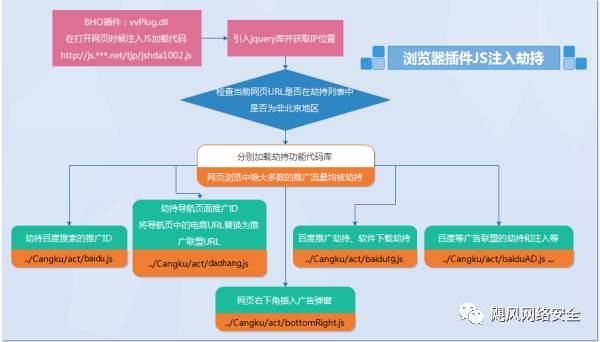 BHO插件：vvPlug.dll
在打开网页时候注入JS加载代码
http://js.***.net/tjp/jshda1002.js
引入jquery库并获取IP位置
浏览器插件JS注入劫持
检查当前网页URL是否在劫持列表中
是否为非北京地区
分别加载劫持功能代码库
网页浏览中绝大多数的推广流量均被劫持
劫持百度搜索的推广ID
../Cangku/act/baidu.js
劫持导航页面推广ID
将导航页中的电商URL替换为推
广联盟URL
../Cangku/act/daohang.js
百度推广劫持、软件下载劫持
../Cangku/act/baidutg.js
百度等广告联盟的劫持和注入等
../Cangku/act/baiduAD.js ...
网页右下角插入广告弹窗
../Cangku/act/bottomRight.js
飓风网络安全